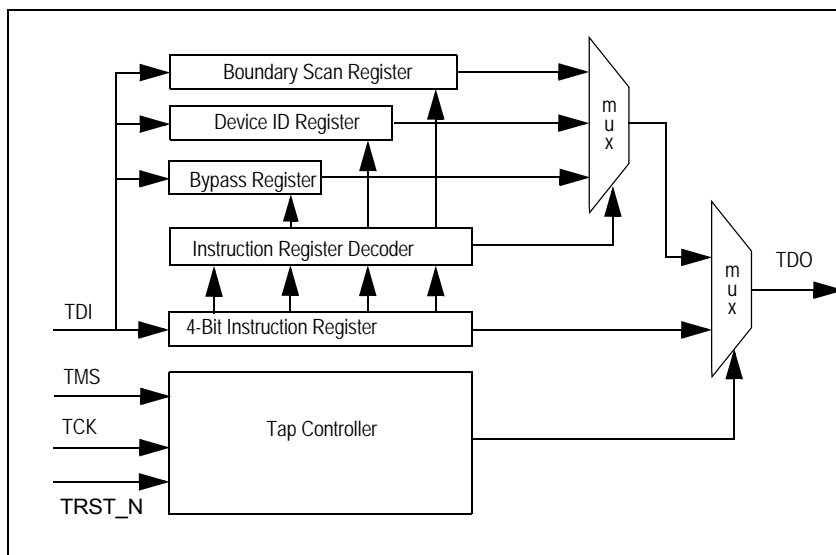 Boundary Scan Register
Device ID Register
Bypass Register
Instruction Register Decoder
4-Bit Instruction Register
Tap Controller
TDI
TMS
TCK
TRST_N
m
u
x
m
u
x
TDO